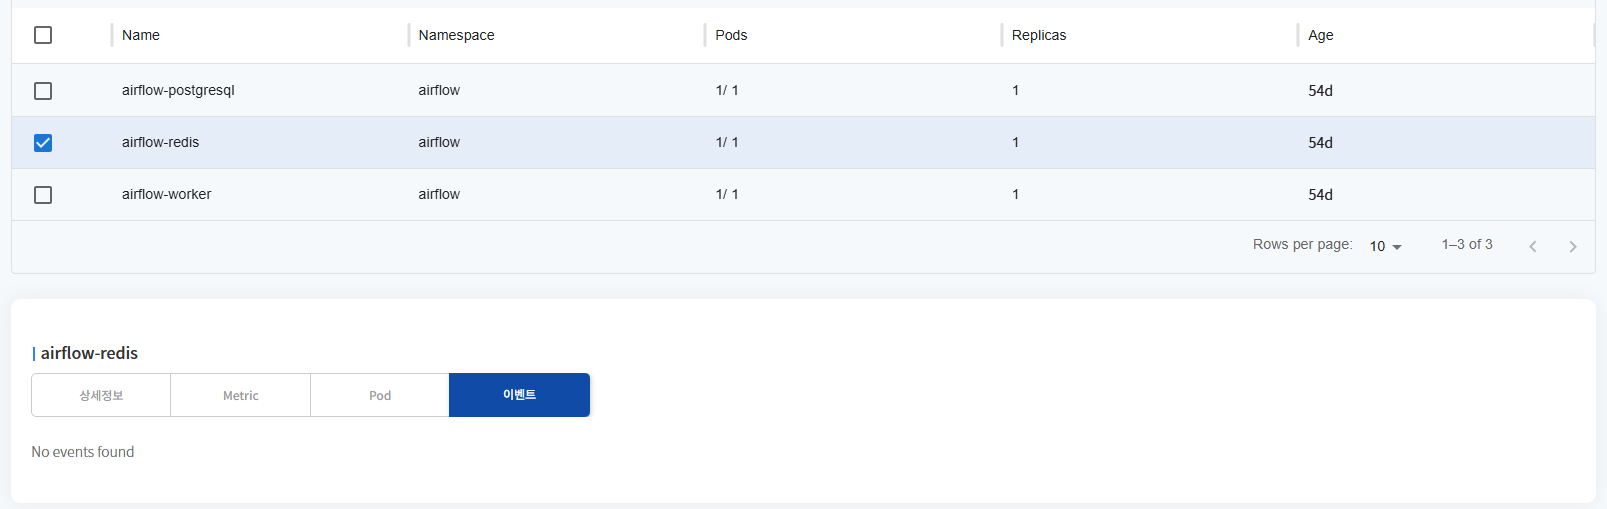 Name Namespace Pods Replicas Age
airflow-postgresql airflow 1/ 1 1 54d
airflow-redis airflow 1/ 1 1 54d
airflow-worker airflow 1/ 1 1 54d
Rows per page: 10 1–3 of 3
airflow-redis
상세정보 Metric Pod 이벤트
No events found